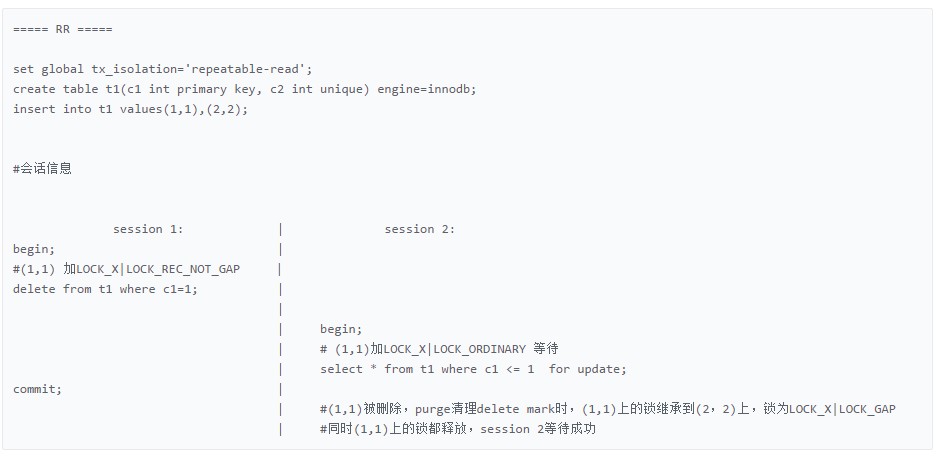 ===== RR =====
set global tx_isolation='repeatable-read';
create table t1(c1 int primary key, c2 int unique) engine=innodb;
insert into t1 values(1,1),(2,2);
#会话信息
session 1: | session 2:
begin; |
#(1,1) 加LOCK_X|LOCK_REC_NOT_GAP |
delete from t1 where c1=1; |
|
| begin;
| # (1,1)加LOCK_X|LOCK_ORDINARY 等待
| select * from t1 where c1 <= 1 for update;
commit; |
| #(1,1)被删除，purge清理delete mark时，(1,1)上的锁继承到(2，2)上，锁为LOCK_X|LOCK_GAP
| #同时(1,1)上的锁都释放，session 2等待成功